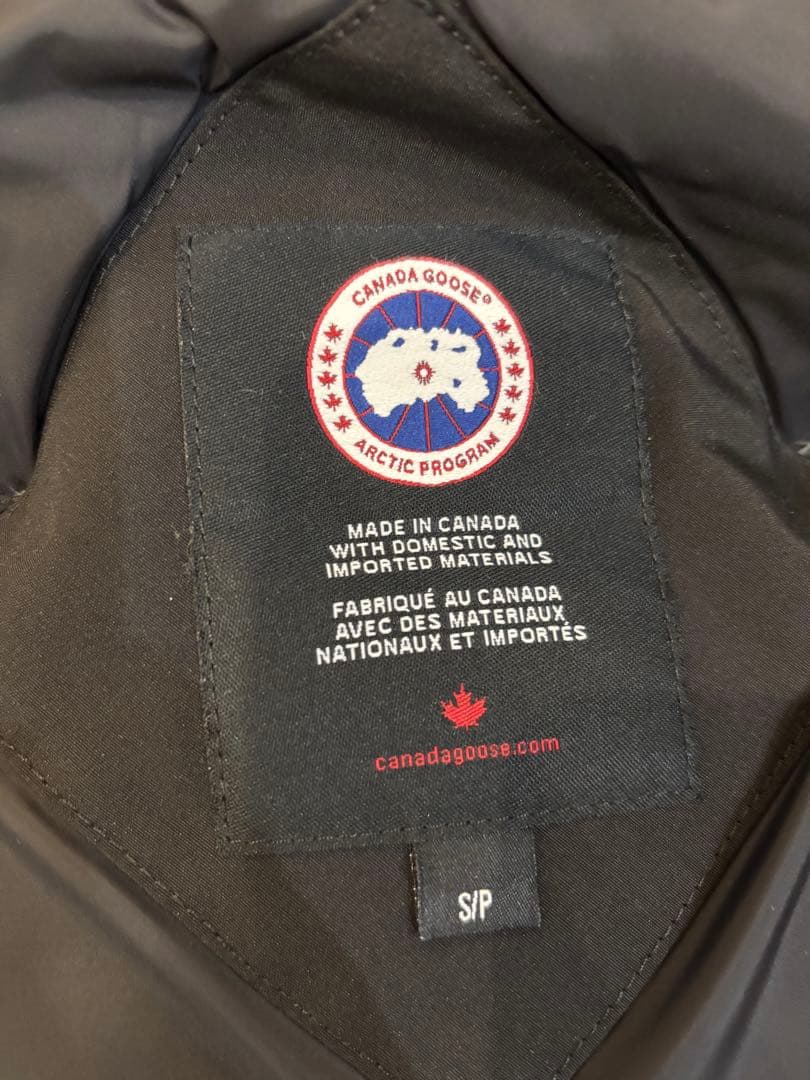 CANADA GOOSE®
ARCTIC PROGRAM
MADE IN CANADA
WITH DOMESTIC AND
IMPORTED MATERIALS
FABRIQUÉ AU CANADA
AVEC DES MATERIAUX
NATIONAUX ET IMPORTÉS
canadagoose.com
S/P